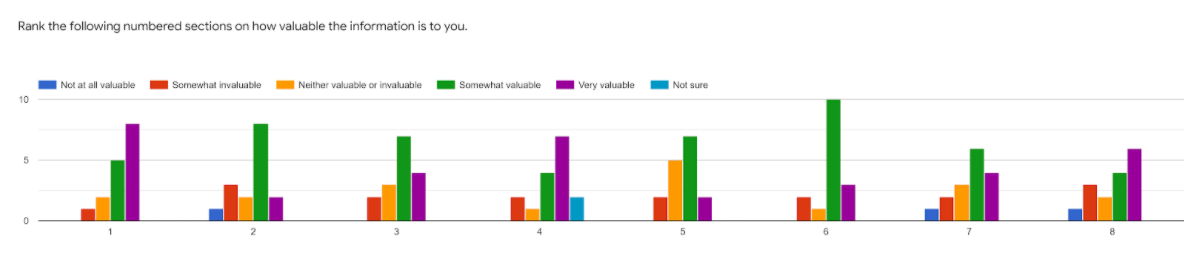 Rank the following numbered sections on how valuable the information is to you.
Not at all valuable Somewhat invaluable Neither valuable or invaluable Somewhat valuable Very valuable Not sure
10
5
0
1 2 3 4 5 6 7 8